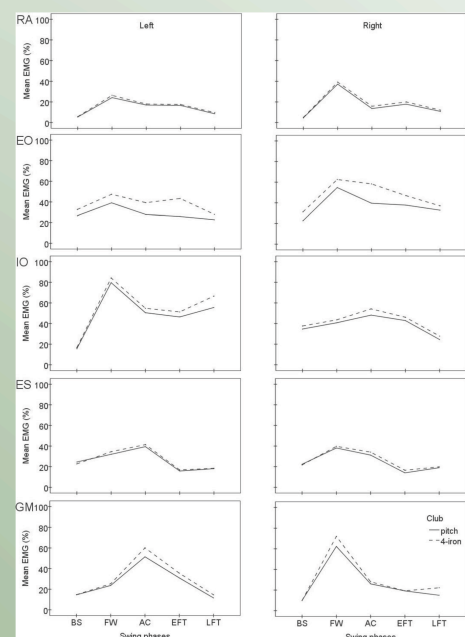 Left
Right
RA
Mean EMG (%)
100
80
60
40
20
0
EO
Mean EMG (%)
100
80
60
40
20
0
IO
Mean EMG (%)
100
80
60
40
20
0
ES
Mean EMG (%)
100
80
60
40
20
0
GM
Mean EMG (%)
100
80
60
40
20
0
Club
pitch
4-iron
BS FW AC EFT LFT
BS FW AC EFT LFT
Swing phases
Swing phases